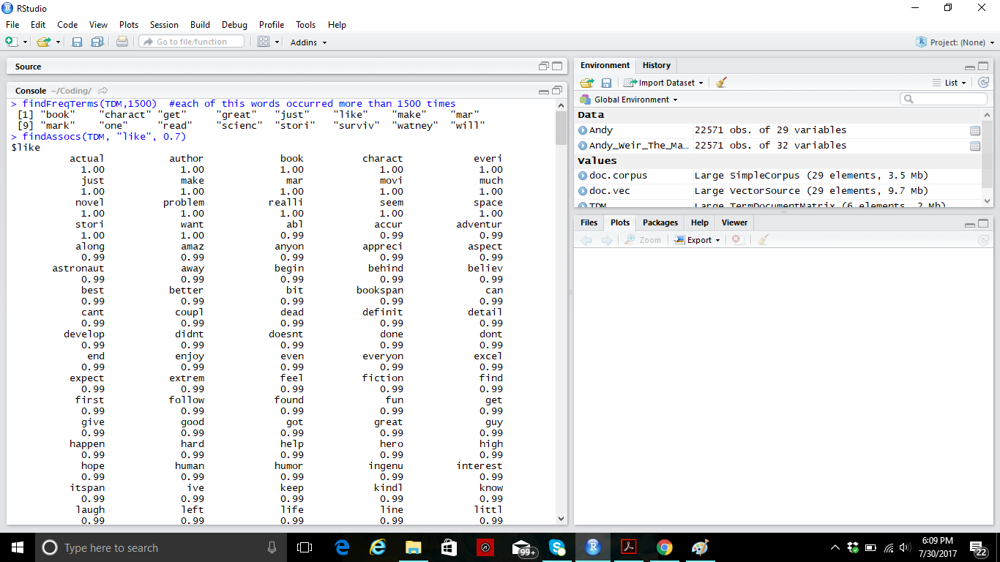 RStudio
File Edit Code View Plots Session Build Debug Profile Tools Help
Go to file/function Addins Project: (None)
Source
Console ~/Coding/
> findFreqTerms(TDM,1500) #each of this words occurred more than 1500 times
[1] "book" "charact" "get" "great" "just" "like" "make" "mar"
[9] "mark" "one" "read" "scienc" "stori" "surviv" "watney" "will"
> findAssocs(TDM, "like", 0.7)
$like
actual author book charact everi
1.00 1.00 1.00 1.00 1.00
just make mar movi much
1.00 1.00 1.00 1.00 1.00
novel problem realli seem space
1.00 1.00 1.00 1.00 1.00
stori want abl accur adventur
1.00 1.00 0.99 0.99 0.99
along amaz anyon appreci aspect
0.99 0.99 0.99 0.99 0.99
astronaut away begin behind believ
0.99 0.99 0.99 0.99 0.99
best better bit bookspan can
0.99 0.99 0.99 0.99 0.99
cant coupl dead definit detail
0.99 0.99 0.99 0.99 0.99
develop didnt doesnt done dont
0.99 0.99 0.99 0.99 0.99
end enjoy even everyon excel
0.99 0.99 0.99 0.99 0.99
expect extrem feel fiction find
0.99 0.99 0.99 0.99 0.99
first follow found fun get
0.99 0.99 0.99 0.99 0.99
give good got great guy
0.99 0.99 0.99 0.99 0.99
happen hard help hero high
0.99 0.99 0.99 0.99 0.99
hope human humor ingenu interest
0.99 0.99 0.99 0.99 0.99
itspan ive keep kindl know
0.99 0.99 0.99 0.99 0.99
laugh left life line littl
0.99 0.99 0.99 0.99 0.99
Environment History
Import Dataset List
Global Environment
Data
Andy 22571 obs. of 29 variables
Andy_Weir_The_Ma... 22571 obs. of 32 variables
Values
doc.corpus Large SimpleCorpus (29 elements, 3.5 Mb)
doc.vec Large VectorSource (29 elements, 9.7 Mb)
TDM Large TermDocumentMatrix (6 elements, 2 Mb)
Files Plots Packages Help Viewer
Zoom Export
Type here to search
99+
6:09 PM
7/30/2017
22